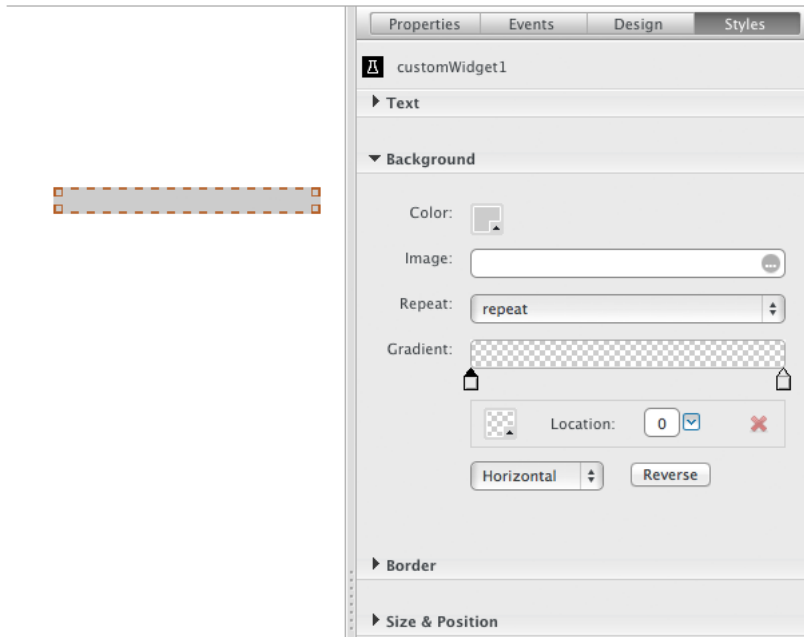 Properties Events Design Styles
customWidget1
Text
Background
Color:
Image:
...
Repeat: repeat
Gradient:
Location: 0
Horizontal Reverse
Border
Size & Position